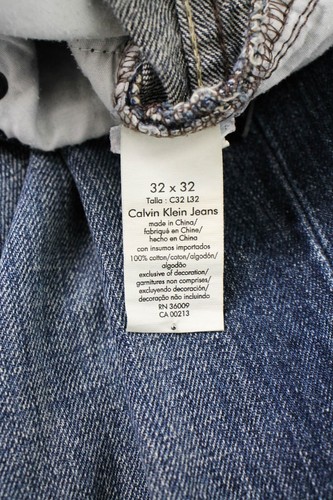 32 x 32
Talla : C32 L32
Calvin Klein Jeans
made in China/
fabriqué en Chine/
hecho en China
con insumos importados
100% cotton/coton/algodón/
algodão
exclusive of decoration/
garnitures non comprises/
excluyendo decoración/
decoração não incluindo
RN 36009
CA 00213